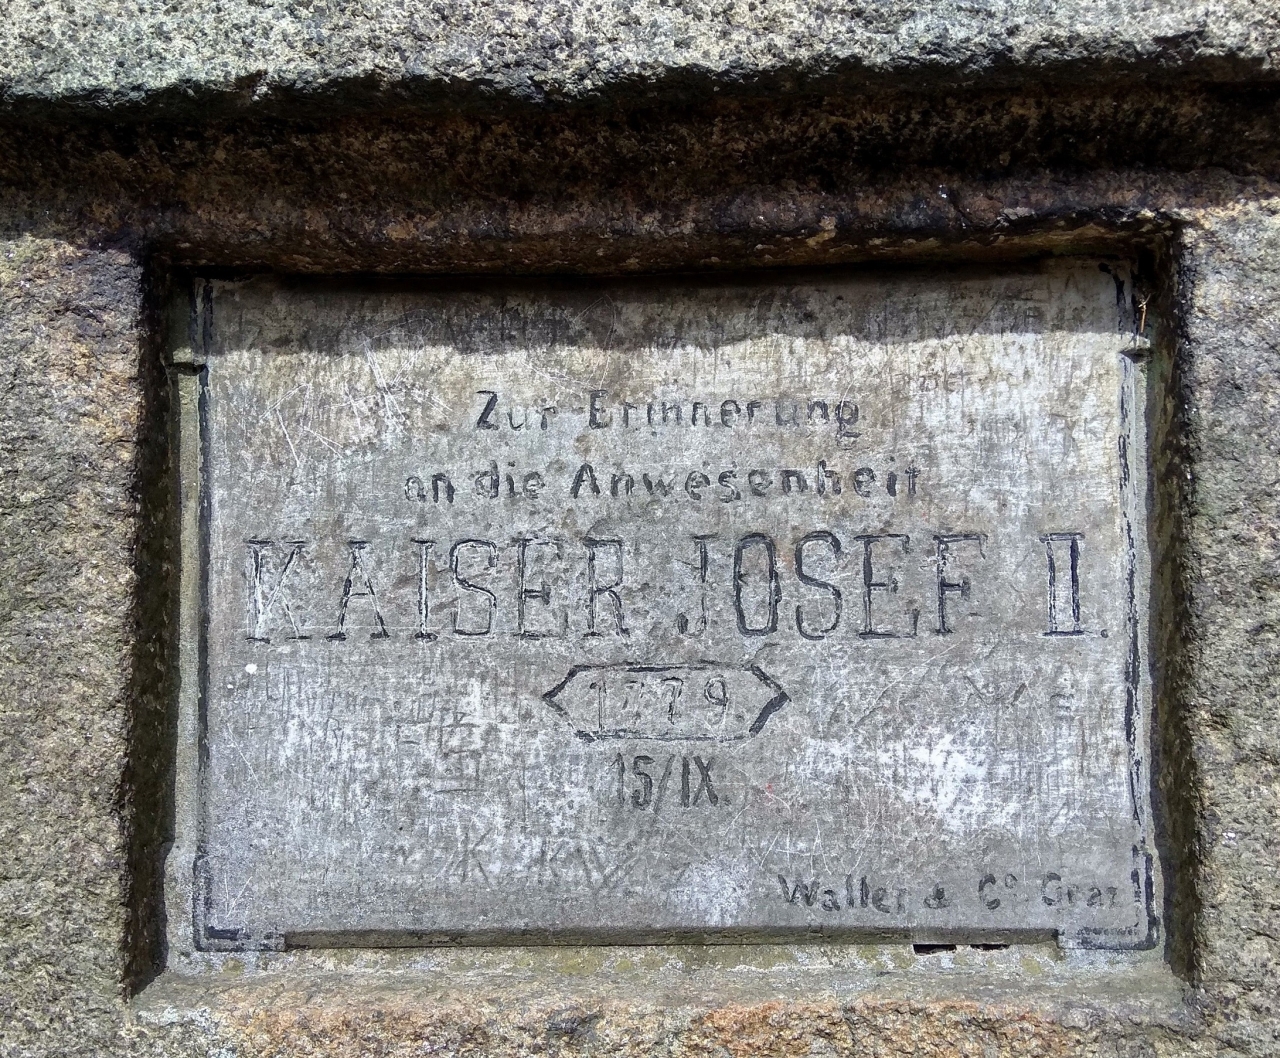 Zur Erinnerung
an die Anwesenheit
KAISER JOSEF II.
1779
15/IX.
Waller & Co Graz